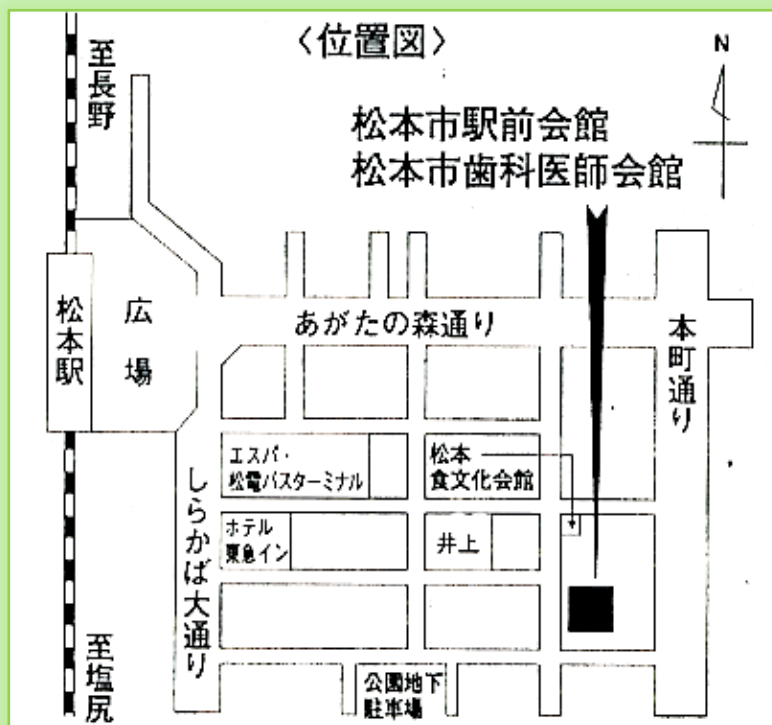 〈位置図〉
N
至長野
松本市駅前会館
松本市歯科医師会館
松本駅
広場
あがたの森通り
本町通り
エスパ・
松電バスターミナル
松本
食文化会館
しらかば大通り
ホテル
東急イン
井上
至塩尻
公園地下
駐車場